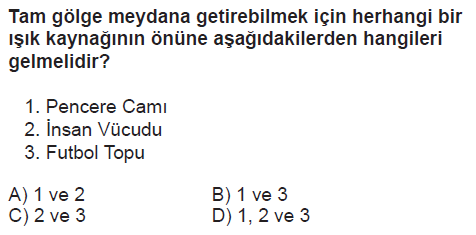 Tam gölge meydana getirebilmek için herhangi bir
ışık kaynağının önüne aşağıdakilerden hangileri
gelmelidir?
1. Pencere Camı
2. İnsan Vücudu
3. Futbol Topu
A) 1 ve 2 B) 1 ve 3
C) 2 ve 3 D) 1, 2 ve 3